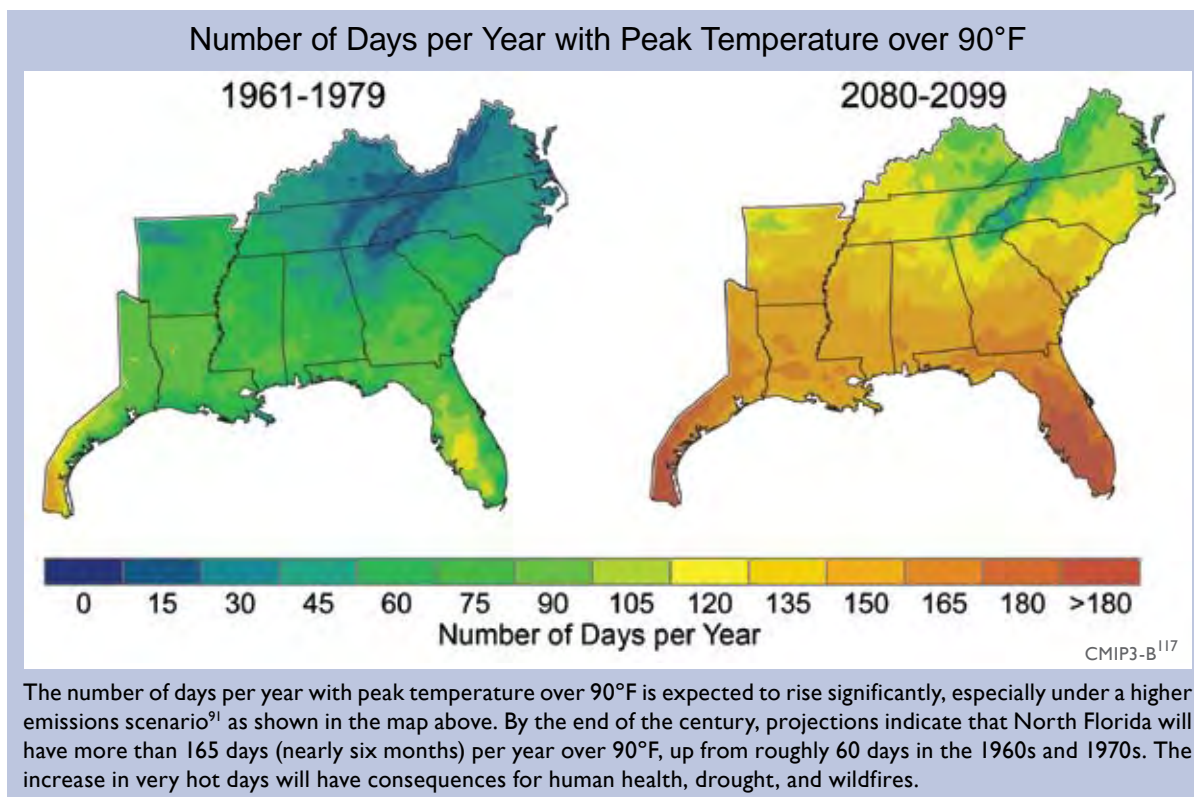 Number of Days per Year with Peak Temperature over 90°F
1961-1979
2080-2099
0 15 30 45 60 75 90 105 120 135 150 165 180 >180
Number of Days per Year
CMIP3-B117
The number of days per year with peak temperature over 90ºF is expected to rise significantly, especially under a higher
emissions scenario91 as shown in the map above. By the end of the century, projections indicate that North Florida will
have more than 165 days (nearly six months) per year over 90ºF, up from roughly 60 days in the 1960s and 1970s. The
increase in very hot days will have consequences for human health, drought, and wildfires.